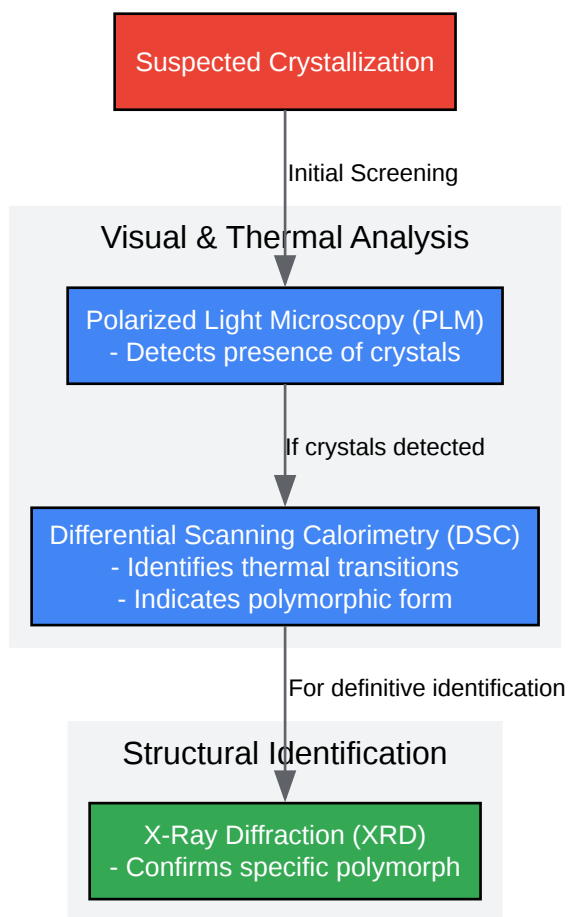 Suspected Crystallization
Initial Screening
Visual & Thermal Analysis
Polarized Light Microscopy (PLM)
- Detects presence of crystals
If crystals detected
Differential Scanning Calorimetry (DSC)
- Identifies thermal transitions
- Indicates polymorphic form
For definitive identification
Structural Identification
X-Ray Diffraction (XRD)
- Confirms specific polymorph